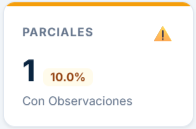 PARCIALES
1 10.0%
Con Observaciones